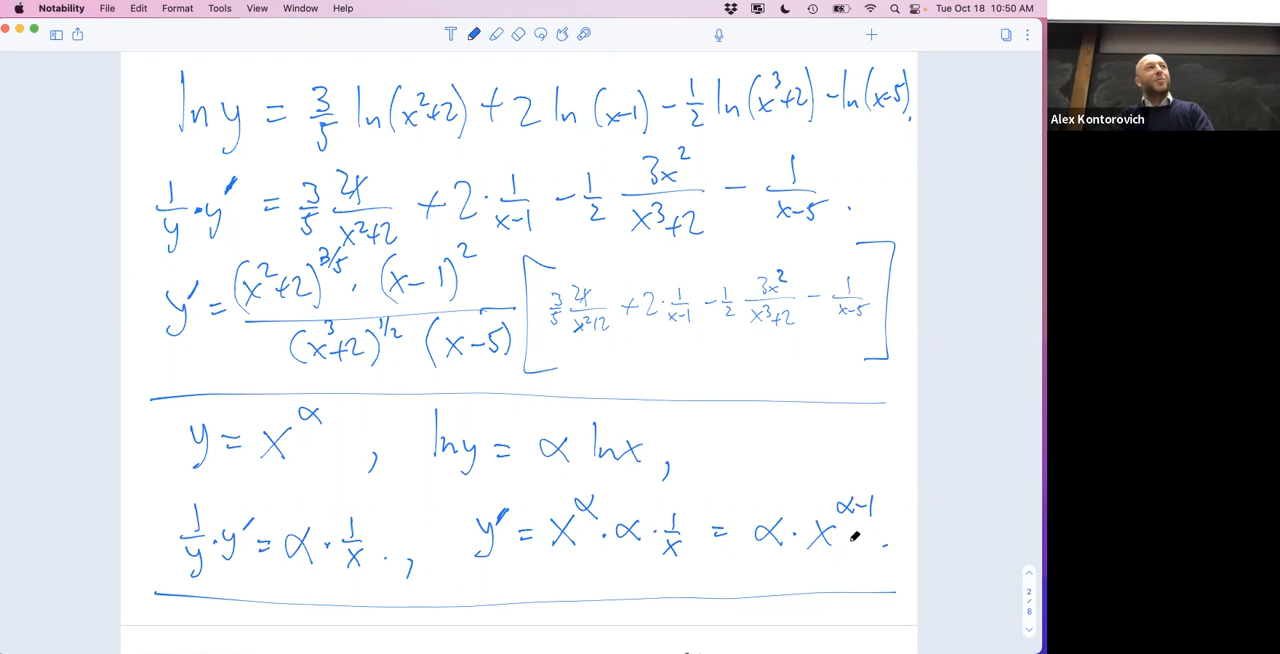 Notability File Edit Format Tools View Window Help Tue Oct 18 10:50 AM
ln y = 3/5 ln(x²+2) + 2 ln (x-1) - 1/2 ln(x³+2) - ln(x-5).
1/y · y' = 3/5 2x/(x²+2) + 2 · 1/(x-1) - 1/2 3x²/(x³+2) - 1/(x-5).
y' = (x²+2)^(3/5) · (x-1)² / (x³+2)^(1/2) (x-5) [3/5 2x/(x²+2) + 2 · 1/(x-1) - 1/2 3x²/(x³+2) - 1/(x-5)]
y = x^α, ln y = α ln x,
1/y · y' = α · 1/x., y' = x^α · α · 1/x = α · x^(α-1).
Alex Kontorovich
2 / 8